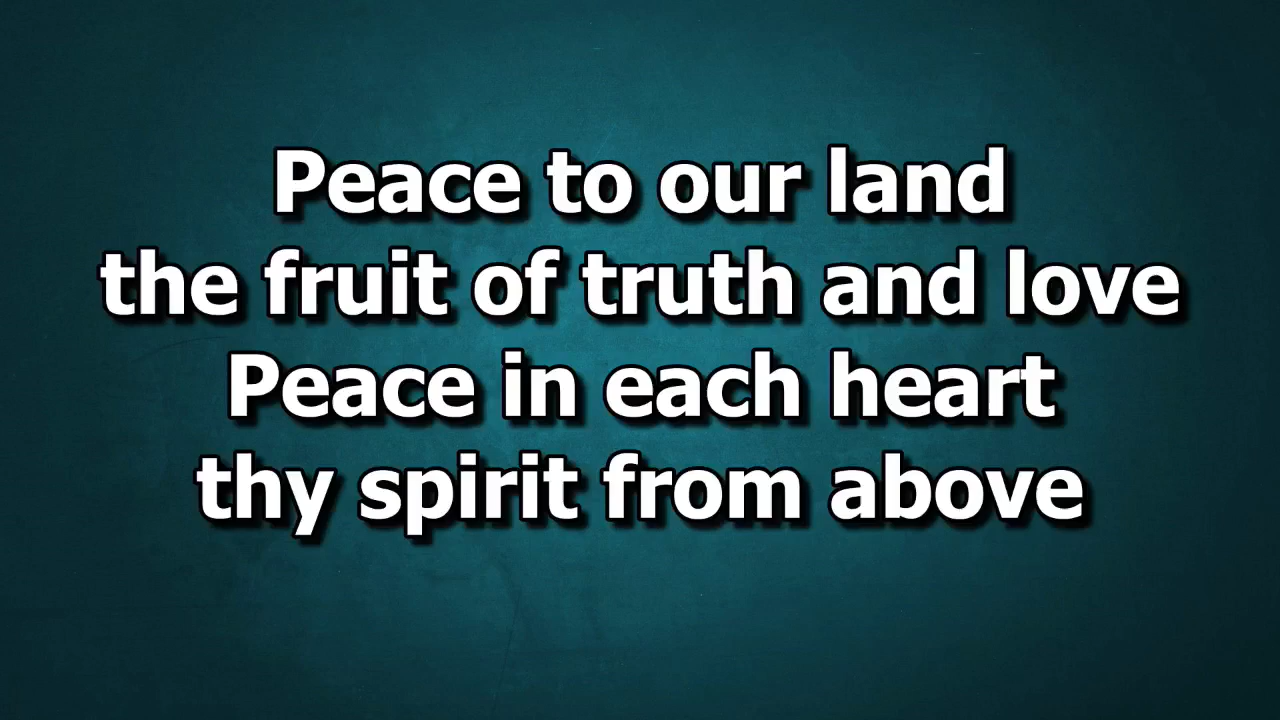 Peace to our land
the fruit of truth and love
Peace in each heart
thy spirit from above